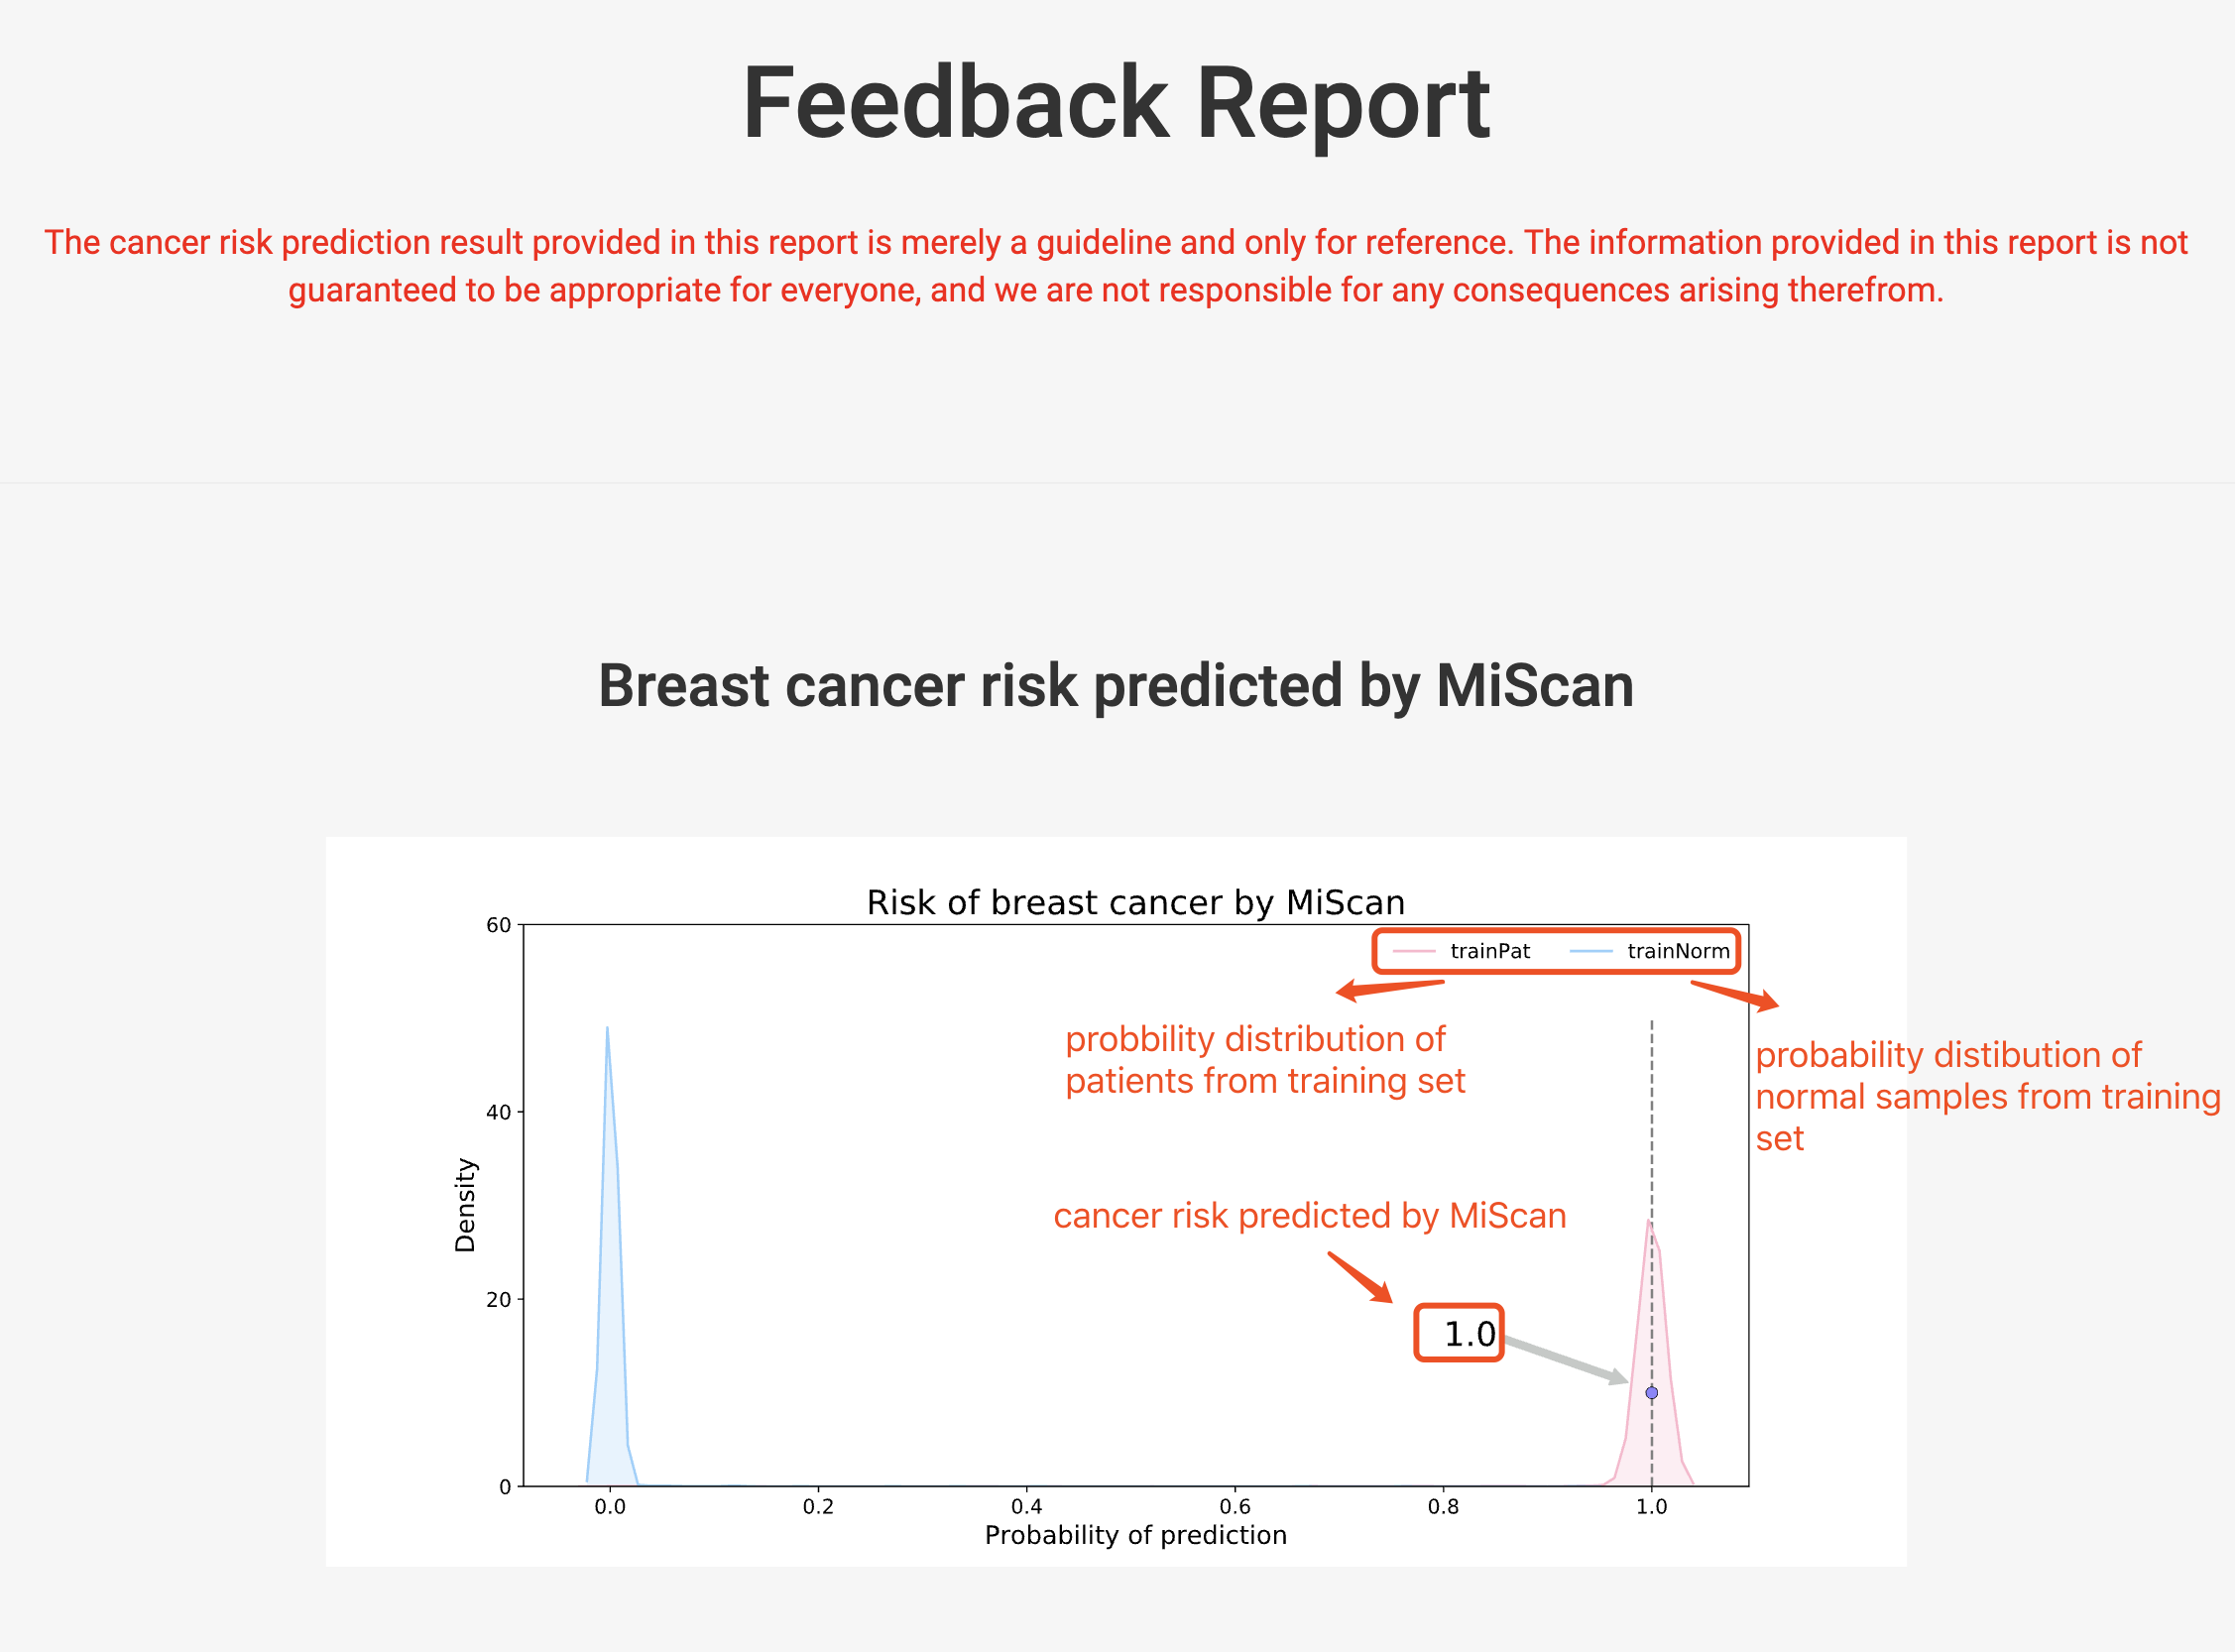 Feedback Report
The cancer risk prediction result provided in this report is merely a guideline and only for reference. The information provided in this report is not
guaranteed to be appropriate for everyone, and we are not responsible for any consequences arising therefrom.
Breast cancer risk predicted by MiScan
Risk of breast cancer by MiScan
60
trainPat trainNorm
probbility distribution of
patients from training set
probability distibution of
normal samples from training
set
40
Density
cancer risk predicted by MiScan
20
1.0
0
0.0 0.2 0.4 0.6 0.8 1.0
Probability of prediction